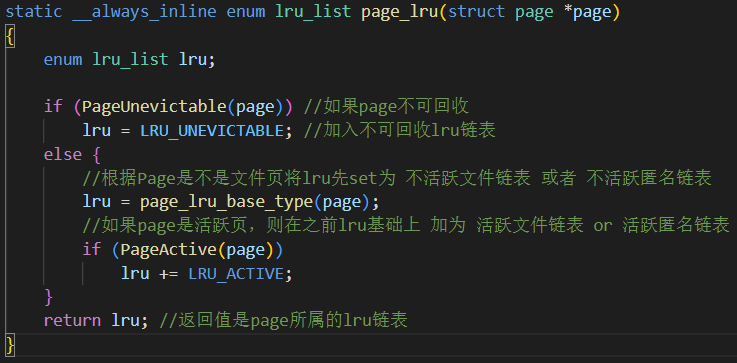 static __always_inline enum lru_list page_lru(struct page *page)
{
    enum lru_list lru;

    if (PageUnevictable(page)) //如果page不可回收
        lru = LRU_UNEVICTABLE; //加入不可回收lru链表
    else {
        //根据Page是不是文件页将lru先set为 不活跃文件链表 或者 不活跃匿名链表
        lru = page_lru_base_type(page);
        //如果page是活跃页，则在之前lru基础上 加为 活跃文件链表 or 活跃匿名链表
        if (PageActive(page))
            lru += LRU_ACTIVE;
    }
    return lru; //返回值是page所属的lru链表
}